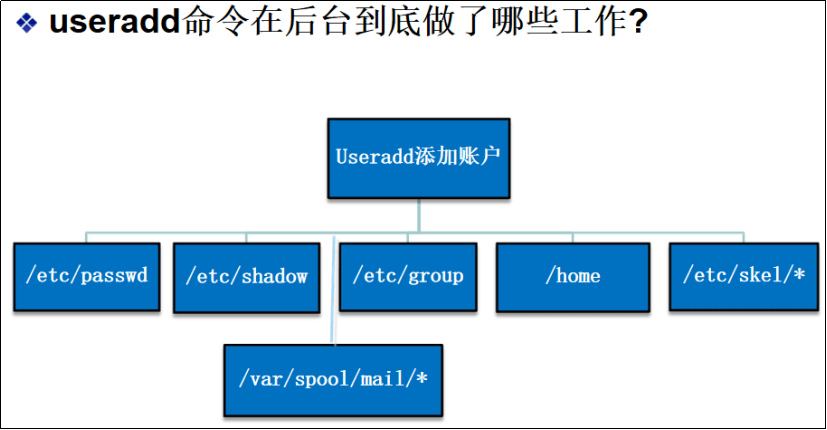 useradd命令在后台到底做了哪些工作?
Useradd添加账户
/etc/passwd
/etc/shadow
/etc/group
/home
/etc/skel/*
/var/spool/mail/*